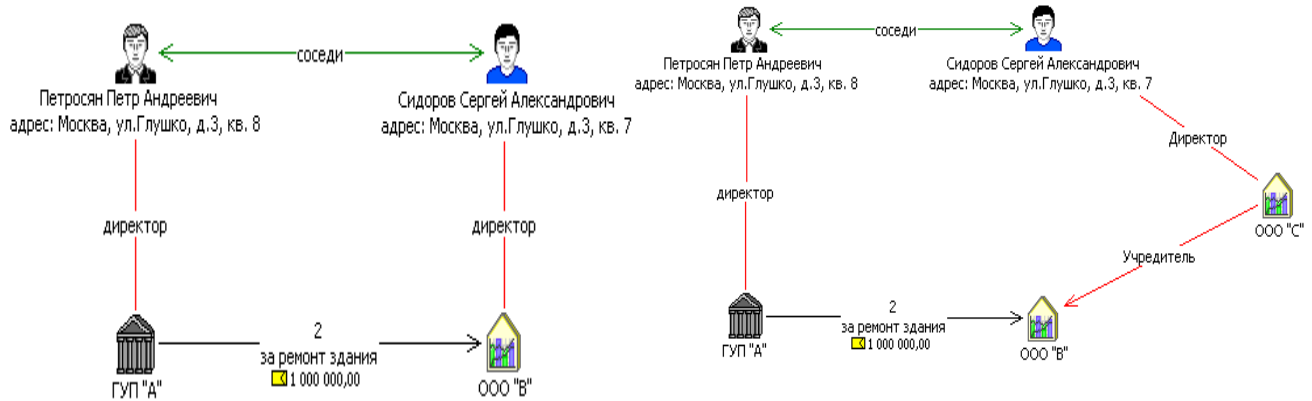 соседи
Петросян Петр Андреевич
адрес: Москва, ул.Глушко, д.3, кв. 8
Сидоров Сергей Александрович
адрес: Москва, ул.Глушко, д.3, кв. 7
директор
директор
2
за ремонт здания
1 000 000,00
ГУП "А"
ООО "В"
соседи
Петросян Петр Андреевич
адрес: Москва, ул.Глушко, д.3, кв. 8
Сидоров Сергей Александрович
адрес: Москва, ул.Глушко, д.3, кв. 7
Директор
директор
ООО "С"
Учредитель
2
за ремонт здания
1 000 000,00
ГУП "А"
ООО "В"